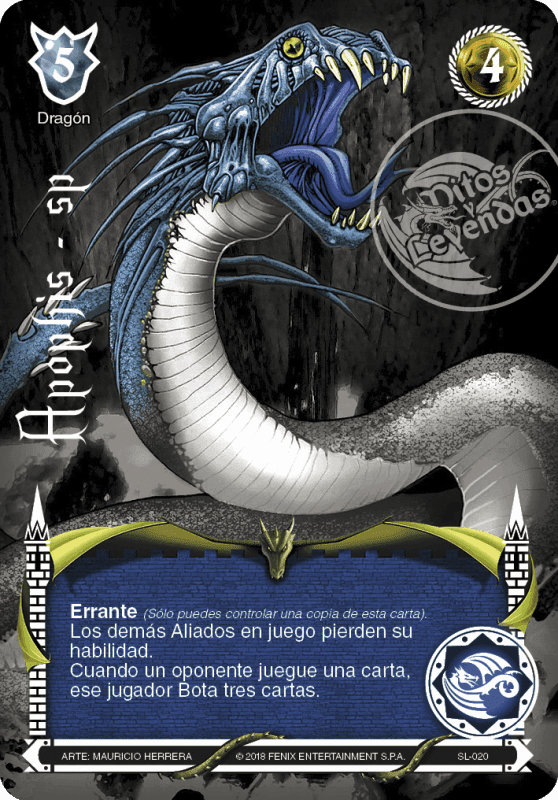 5
4
Dragón
Mitos
y
Leyendas
Apophis - sp
Errante (Sólo puedes controlar una copia de esta carta).
Los demás Aliados en juego pierden su
habilidad.
Cuando un oponente juegue una carta,
ese jugador Bota tres cartas.
ARTE: MAURICIO HERRERA © 2018 FENIX ENTERTAINMENT S.P.A. SL-020